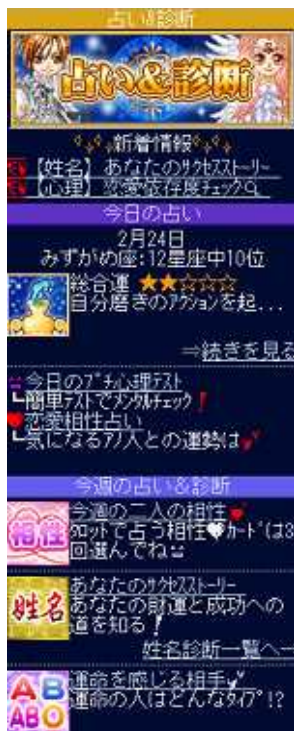 占い&診断
占い&診断
新着情報
【姓名】あなたのｻｸｾｽｽﾄｰﾘｰ
【心理】恋愛依存度ﾁｪｯｸ
今日の占い
2月24日
みずがめ座:12星座中10位
総合運 ★★☆☆☆
自分磨きのｱｸｼｮﾝを起...
⇒続きを見る
今日のﾌﾟﾁ心理ﾃｽﾄ
┗簡単ﾃｽﾄでﾒﾝﾀﾙﾁｪｯｸ
恋愛相性占い
┗気になるｱﾉ人との運勢は
今週の占い&診断
相性
今週の二人の相性
ﾀﾛｯﾄで占う相性♥ｶｰﾄﾞは3
回選んでね
姓名
あなたのｻｸｾｽｽﾄｰﾘｰ
あなたの財運と成功への
道を知る!
姓名診断一覧へ
AB
ABO
運命を感じる相手
運命の人はどんなﾀｲﾌﾟ!?